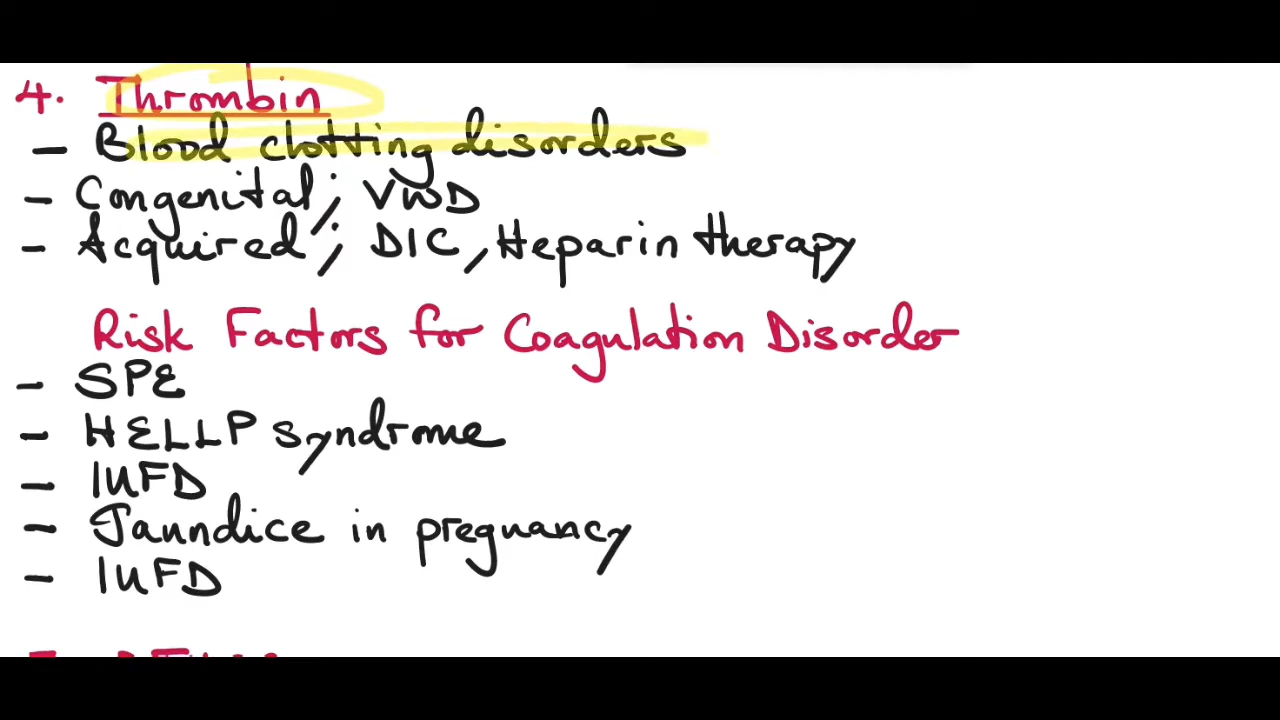 4. Thrombin
- Blood clotting disorders
- Congenital; VWD
- Acquired; DIC, Heparin therapy
Risk Factors for Coagulation Disorder
- SPE
- HELLP syndrome
- IUFD
- Jaundice in pregnancy
- IUFD